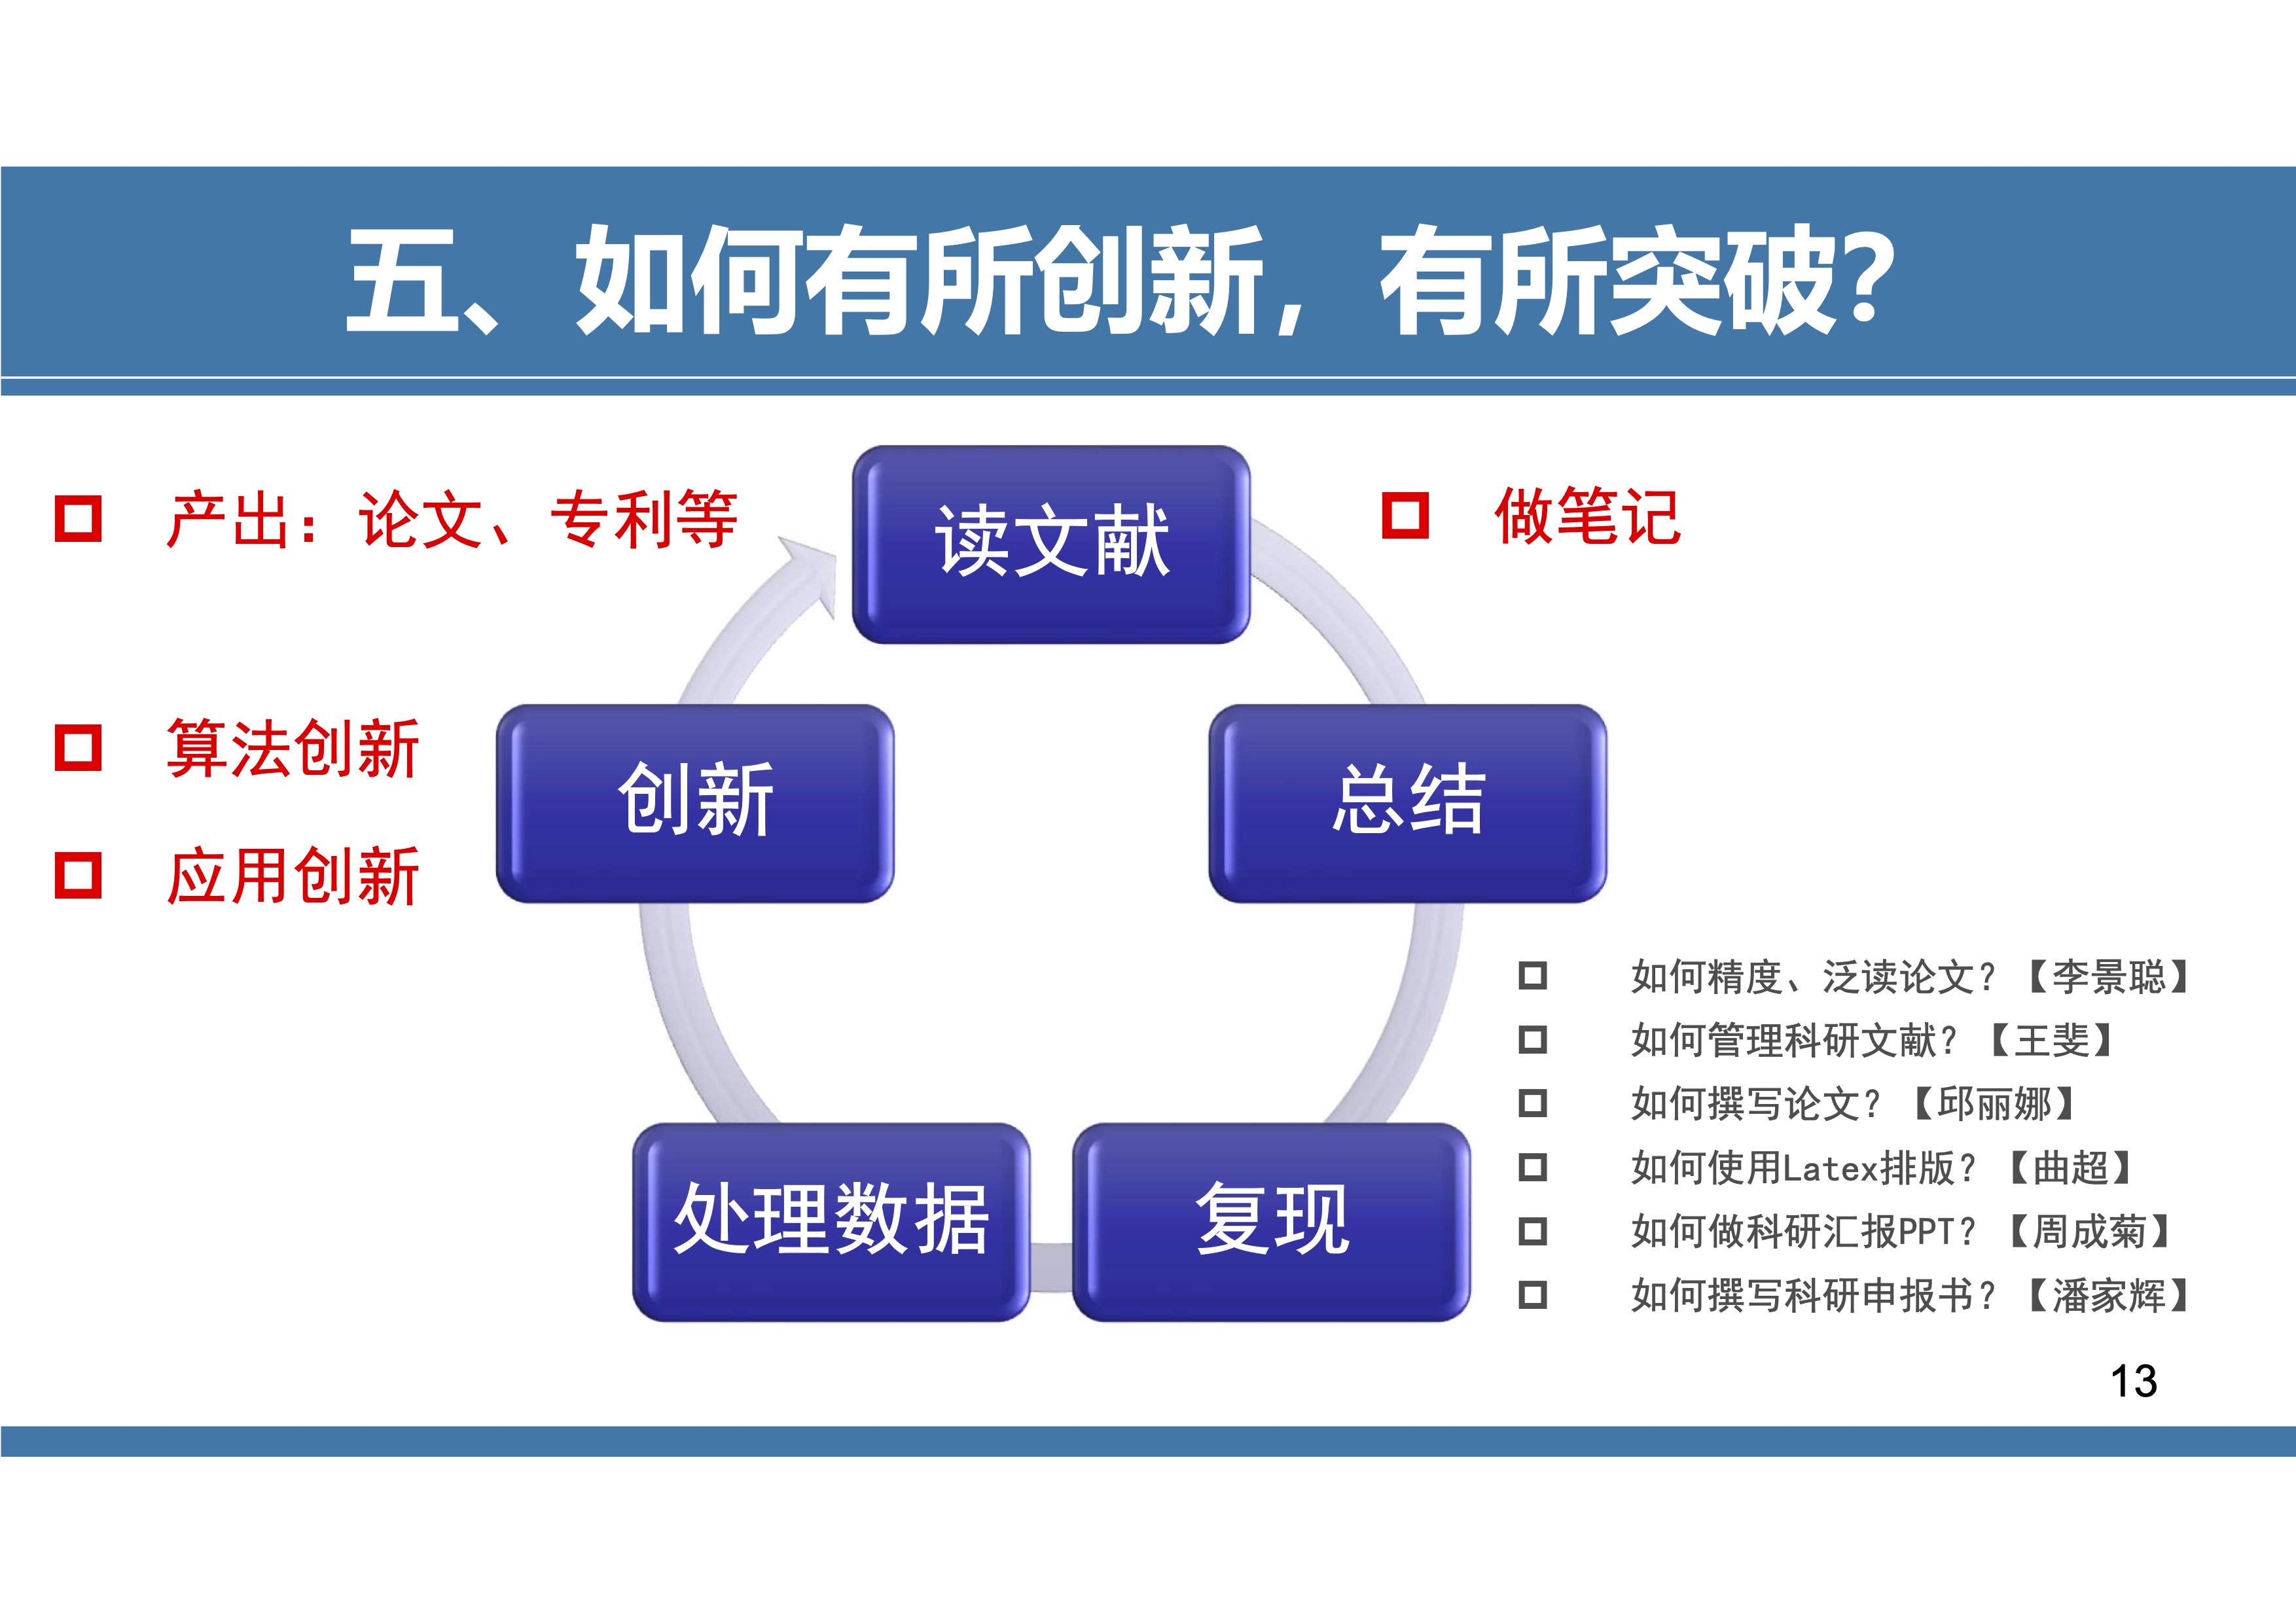 五、如何有所创新，有所突破？
产出：论文、专利等
读文献
做笔记
算法创新
应用创新
创新
总结
处理数据
复现
如何精度、泛读论文？【李景聪】
如何管理科研文献？【王斐】
如何撰写论文？【邱丽娜】
如何使用Latex排版？【曲超】
如何做科研汇报PPT？【周成菊】
如何撰写科研申报书？【潘家辉】
13